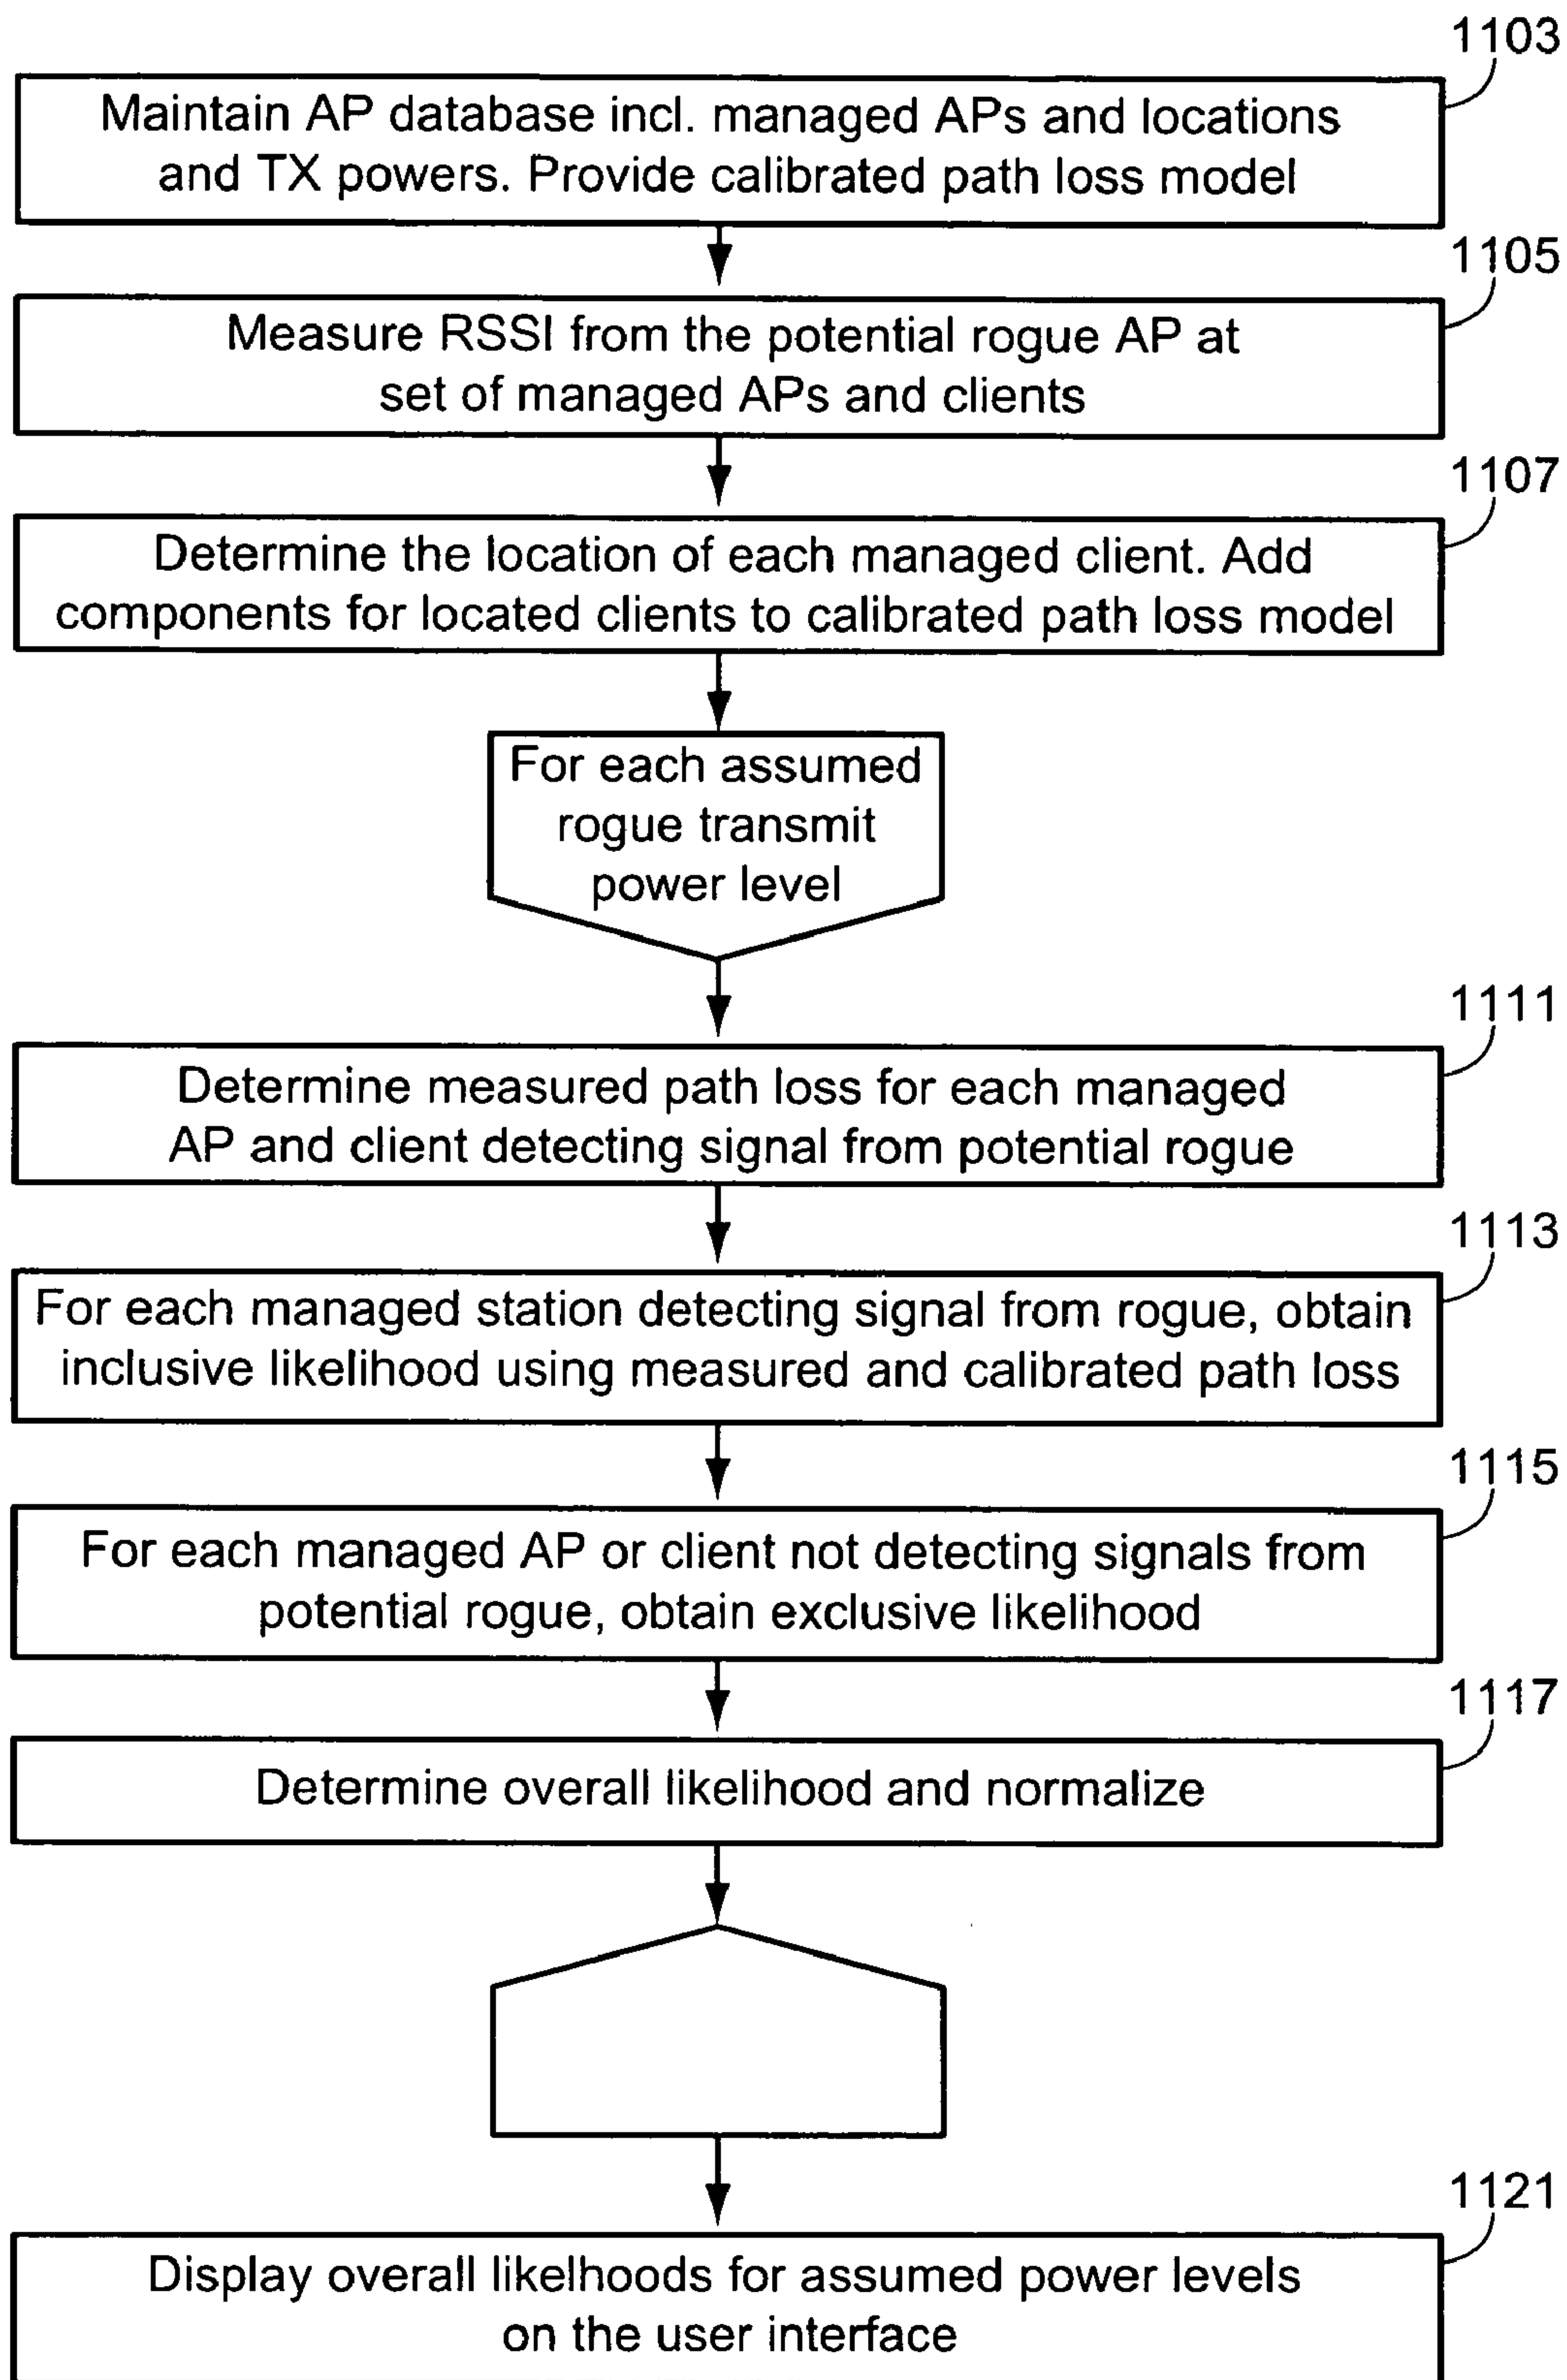 1103
Maintain AP database incl. managed APs and locations
and TX powers. Provide calibrated path loss model
1105
Measure RSSI from the potential rogue AP at
set of managed APs and clients
1107
Determine the location of each managed client. Add
components for located clients to calibrated path loss model
For each assumed
rogue transmit
power level
1111
Determine measured path loss for each managed
AP and client detecting signal from potential rogue
1113
For each managed station detecting signal from rogue, obtain
inclusive likelihood using measured and calibrated path loss
1115
For each managed AP or client not detecting signals from
potential rogue, obtain exclusive likelihood
1117
Determine overall likelihood and normalize
1121
Display overall likelhoods for assumed power levels
on the user interface